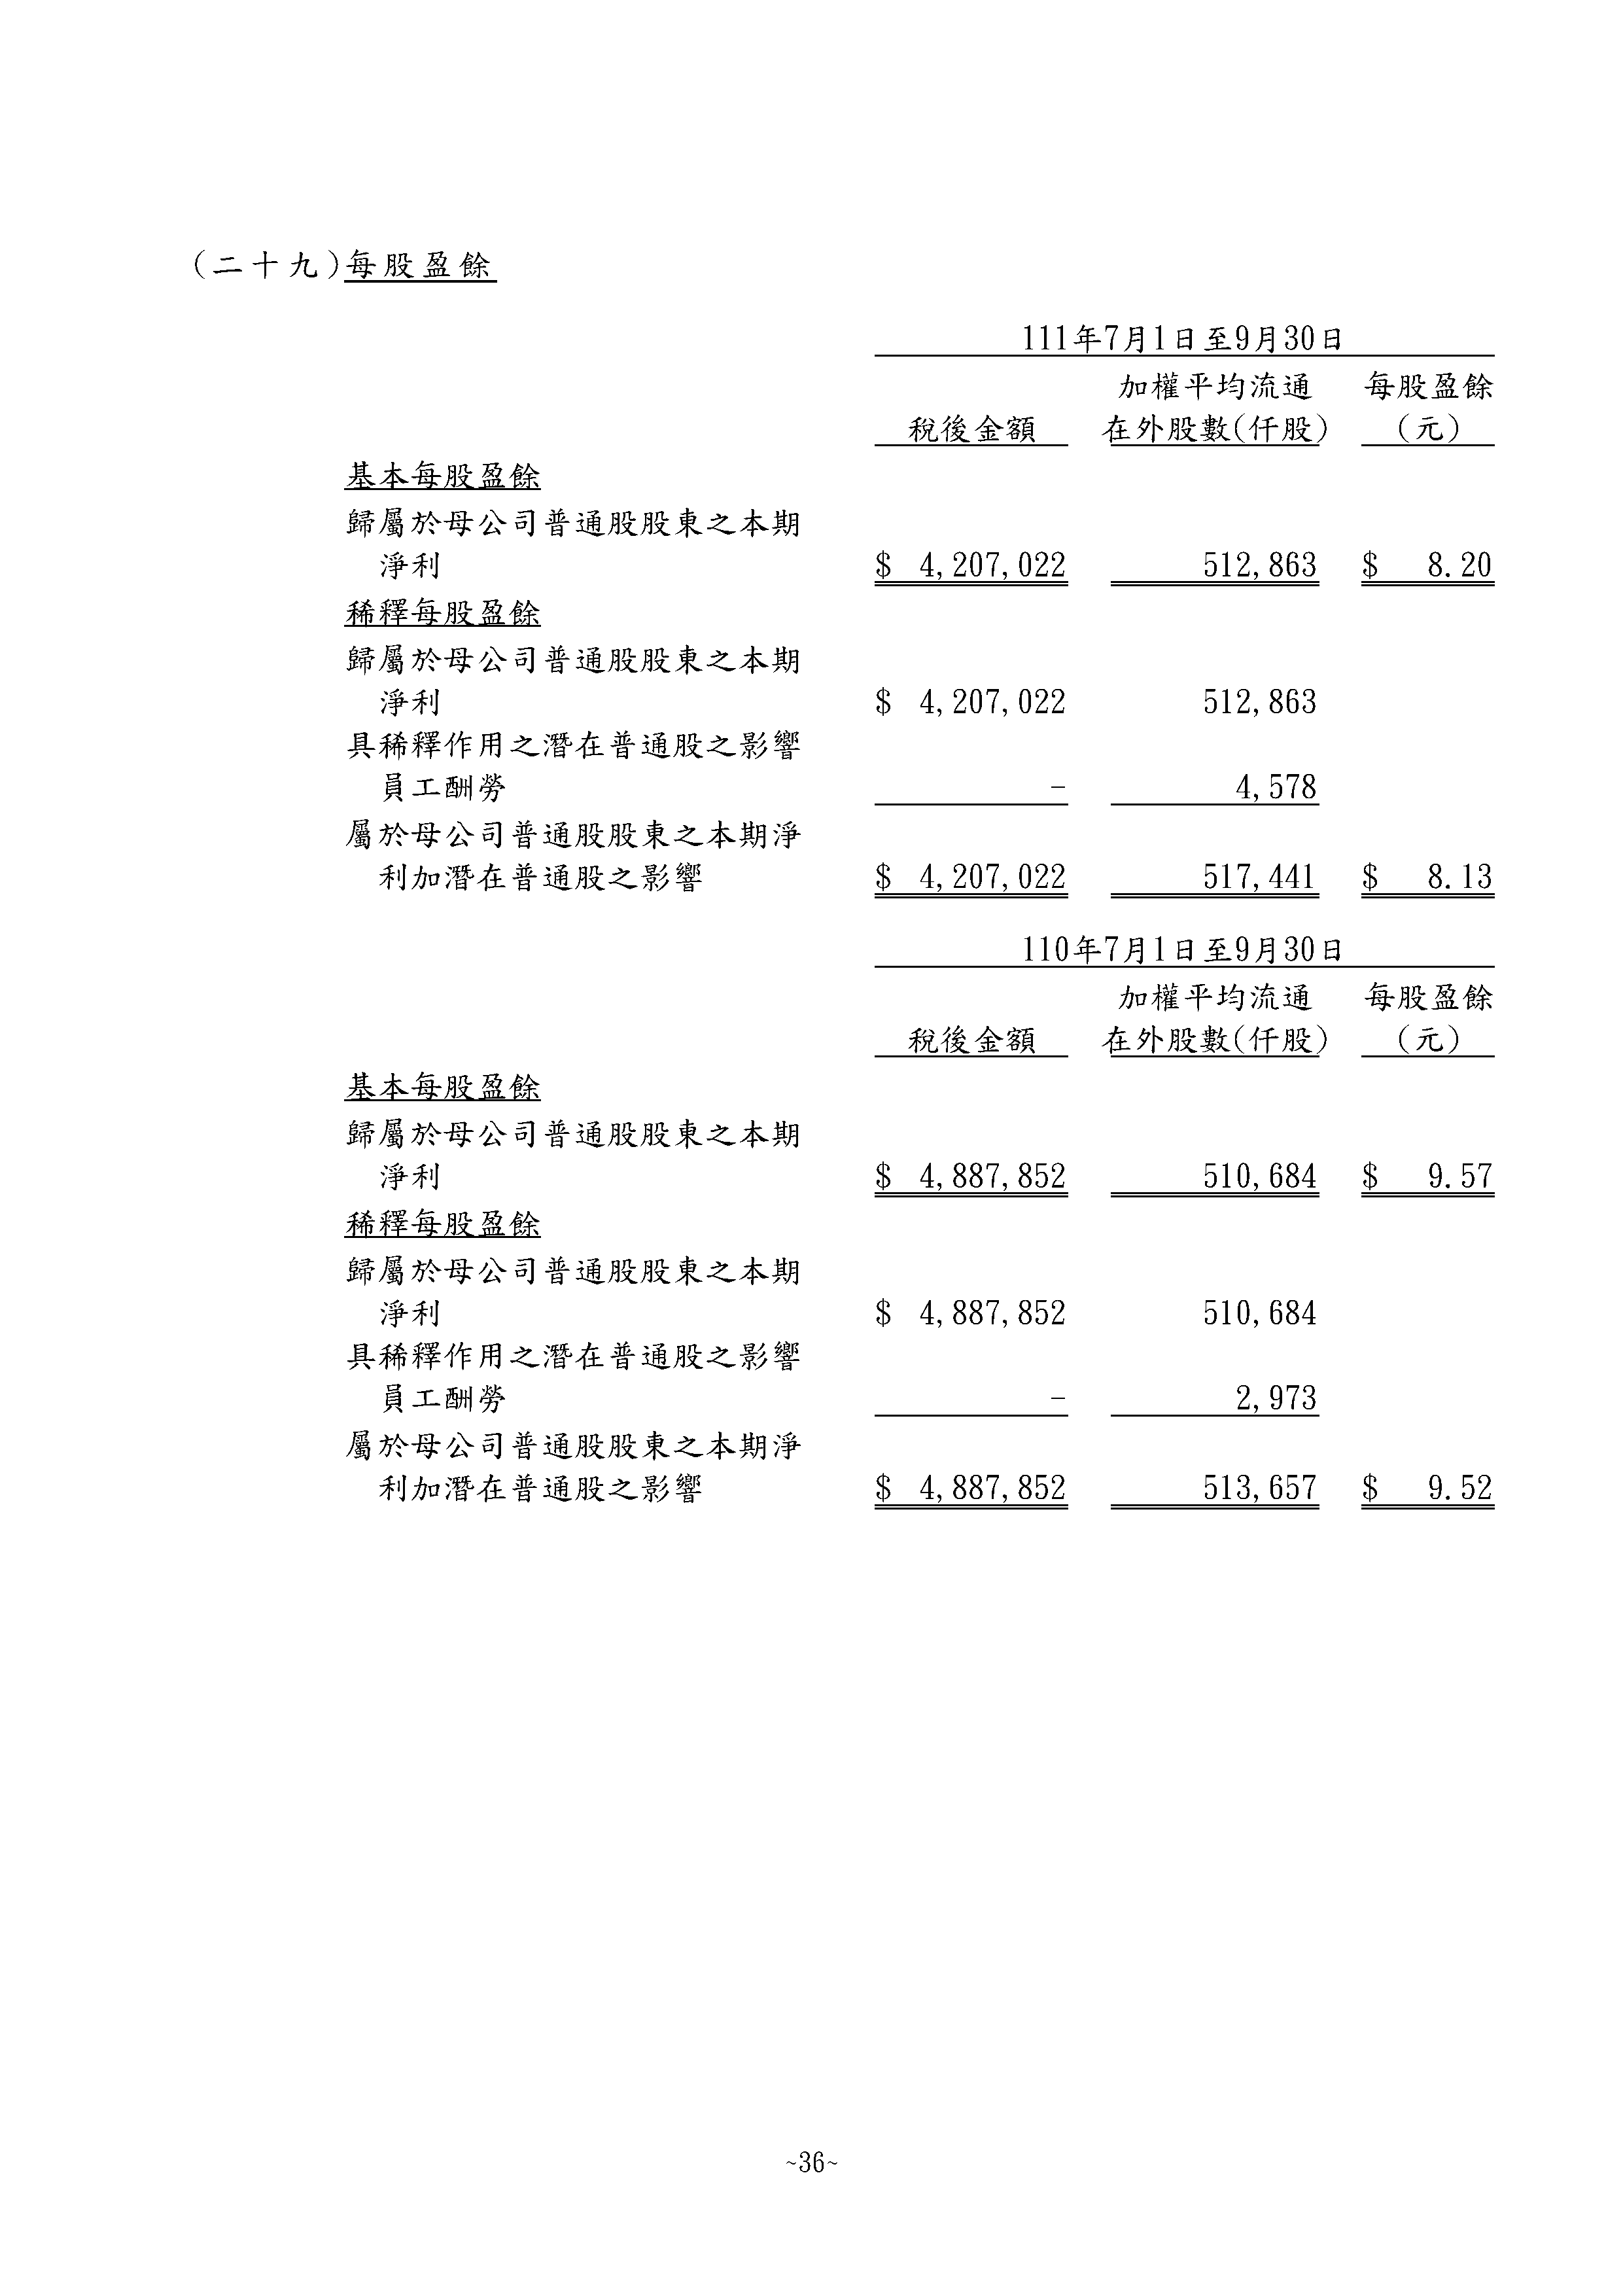 (二十九)每股盈餘
111年7月1日至9月30日
加權平均流通 每股盈餘
稅後金額 在外股數(仟股) (元)
基本每股盈餘
歸屬於母公司普通股股東之本期
淨利 $ 4,207,022 512,863 $ 8.20
稀釋每股盈餘
歸屬於母公司普通股股東之本期
淨利 $ 4,207,022 512,863
具稀釋作用之潛在普通股之影響
員工酬勞 - 4,578
屬於母公司普通股股東之本期淨
利加潛在普通股之影響 $ 4,207,022 517,441 $ 8.13
110年7月1日至9月30日
加權平均流通 每股盈餘
稅後金額 在外股數(仟股) (元)
基本每股盈餘
歸屬於母公司普通股股東之本期
淨利 $ 4,887,852 510,684 $ 9.57
稀釋每股盈餘
歸屬於母公司普通股股東之本期
淨利 $ 4,887,852 510,684
具稀釋作用之潛在普通股之影響
員工酬勞 - 2,973
屬於母公司普通股股東之本期淨
利加潛在普通股之影響 $ 4,887,852 513,657 $ 9.52
~36~